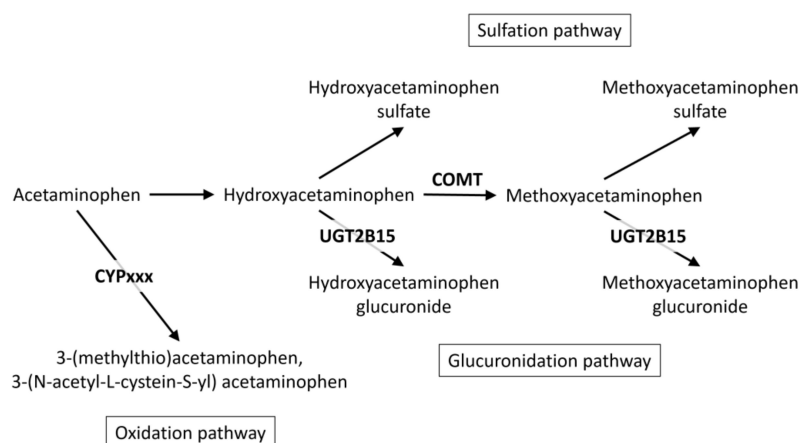 Sulfation pathway
Hydroxyacetaminophen
sulfate
Methoxyacetaminophen
sulfate
Acetaminophen
Hydroxyacetaminophen
COMT
Methoxyacetaminophen
UGT2B15
UGT2B15
CYPxxx
Hydroxyacetaminophen
glucuronide
Methoxyacetaminophen
glucuronide
3-(methylthio)acetaminophen,
3-(N-acetyl-L-cystein-S-yl) acetaminophen
Glucuronidation pathway
Oxidation pathway